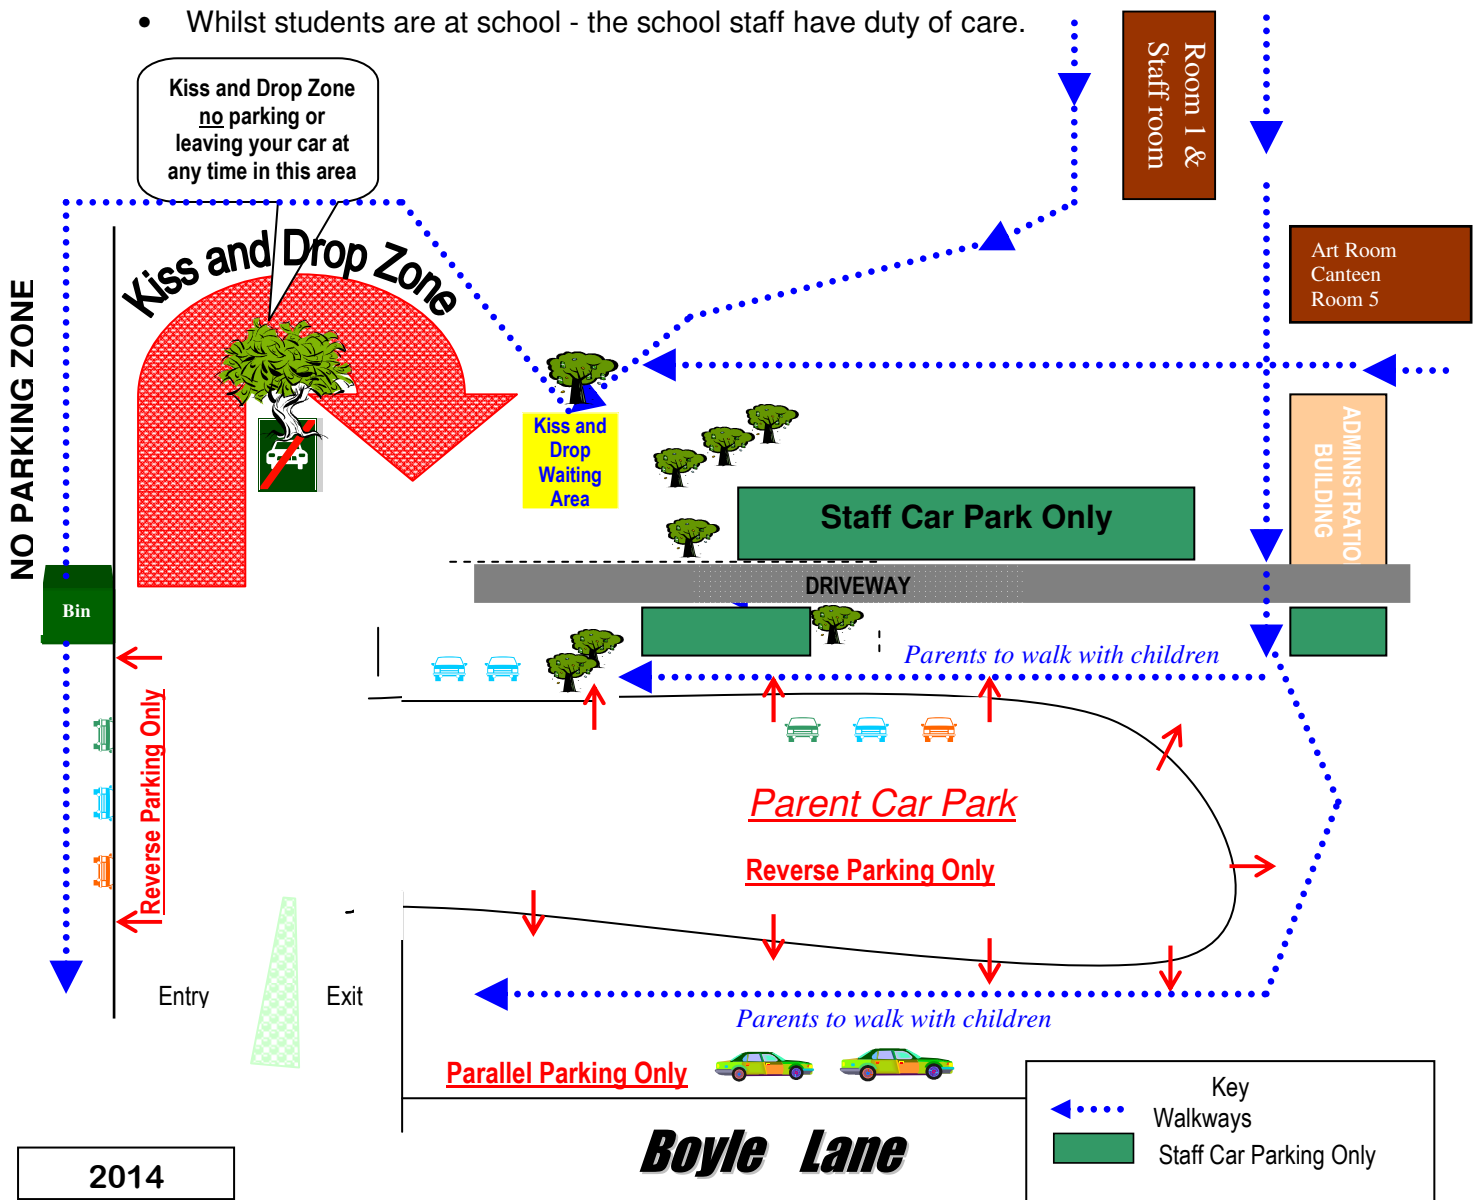 • Whilst students are at school - the school staff have duty of care.
Room 1 &
Staff room
Kiss and Drop Zone
no parking or
leaving your car at
any time in this area
Kiss and Drop Zone
Art Room
Canteen
Room 5
NO PARKING ZONE
Kiss and
Drop
Waiting
Area
ADMINISTRATIO
BUILDING
Staff Car Park Only
DRIVEWAY
Bin
Parents to walk with children
Reverse Parking Only
Parent Car Park
Reverse Parking Only
Entry
Exit
Parents to walk with children
Parallel Parking Only
Key
Walkways
Staff Car Parking Only
Boyle Lane
2014